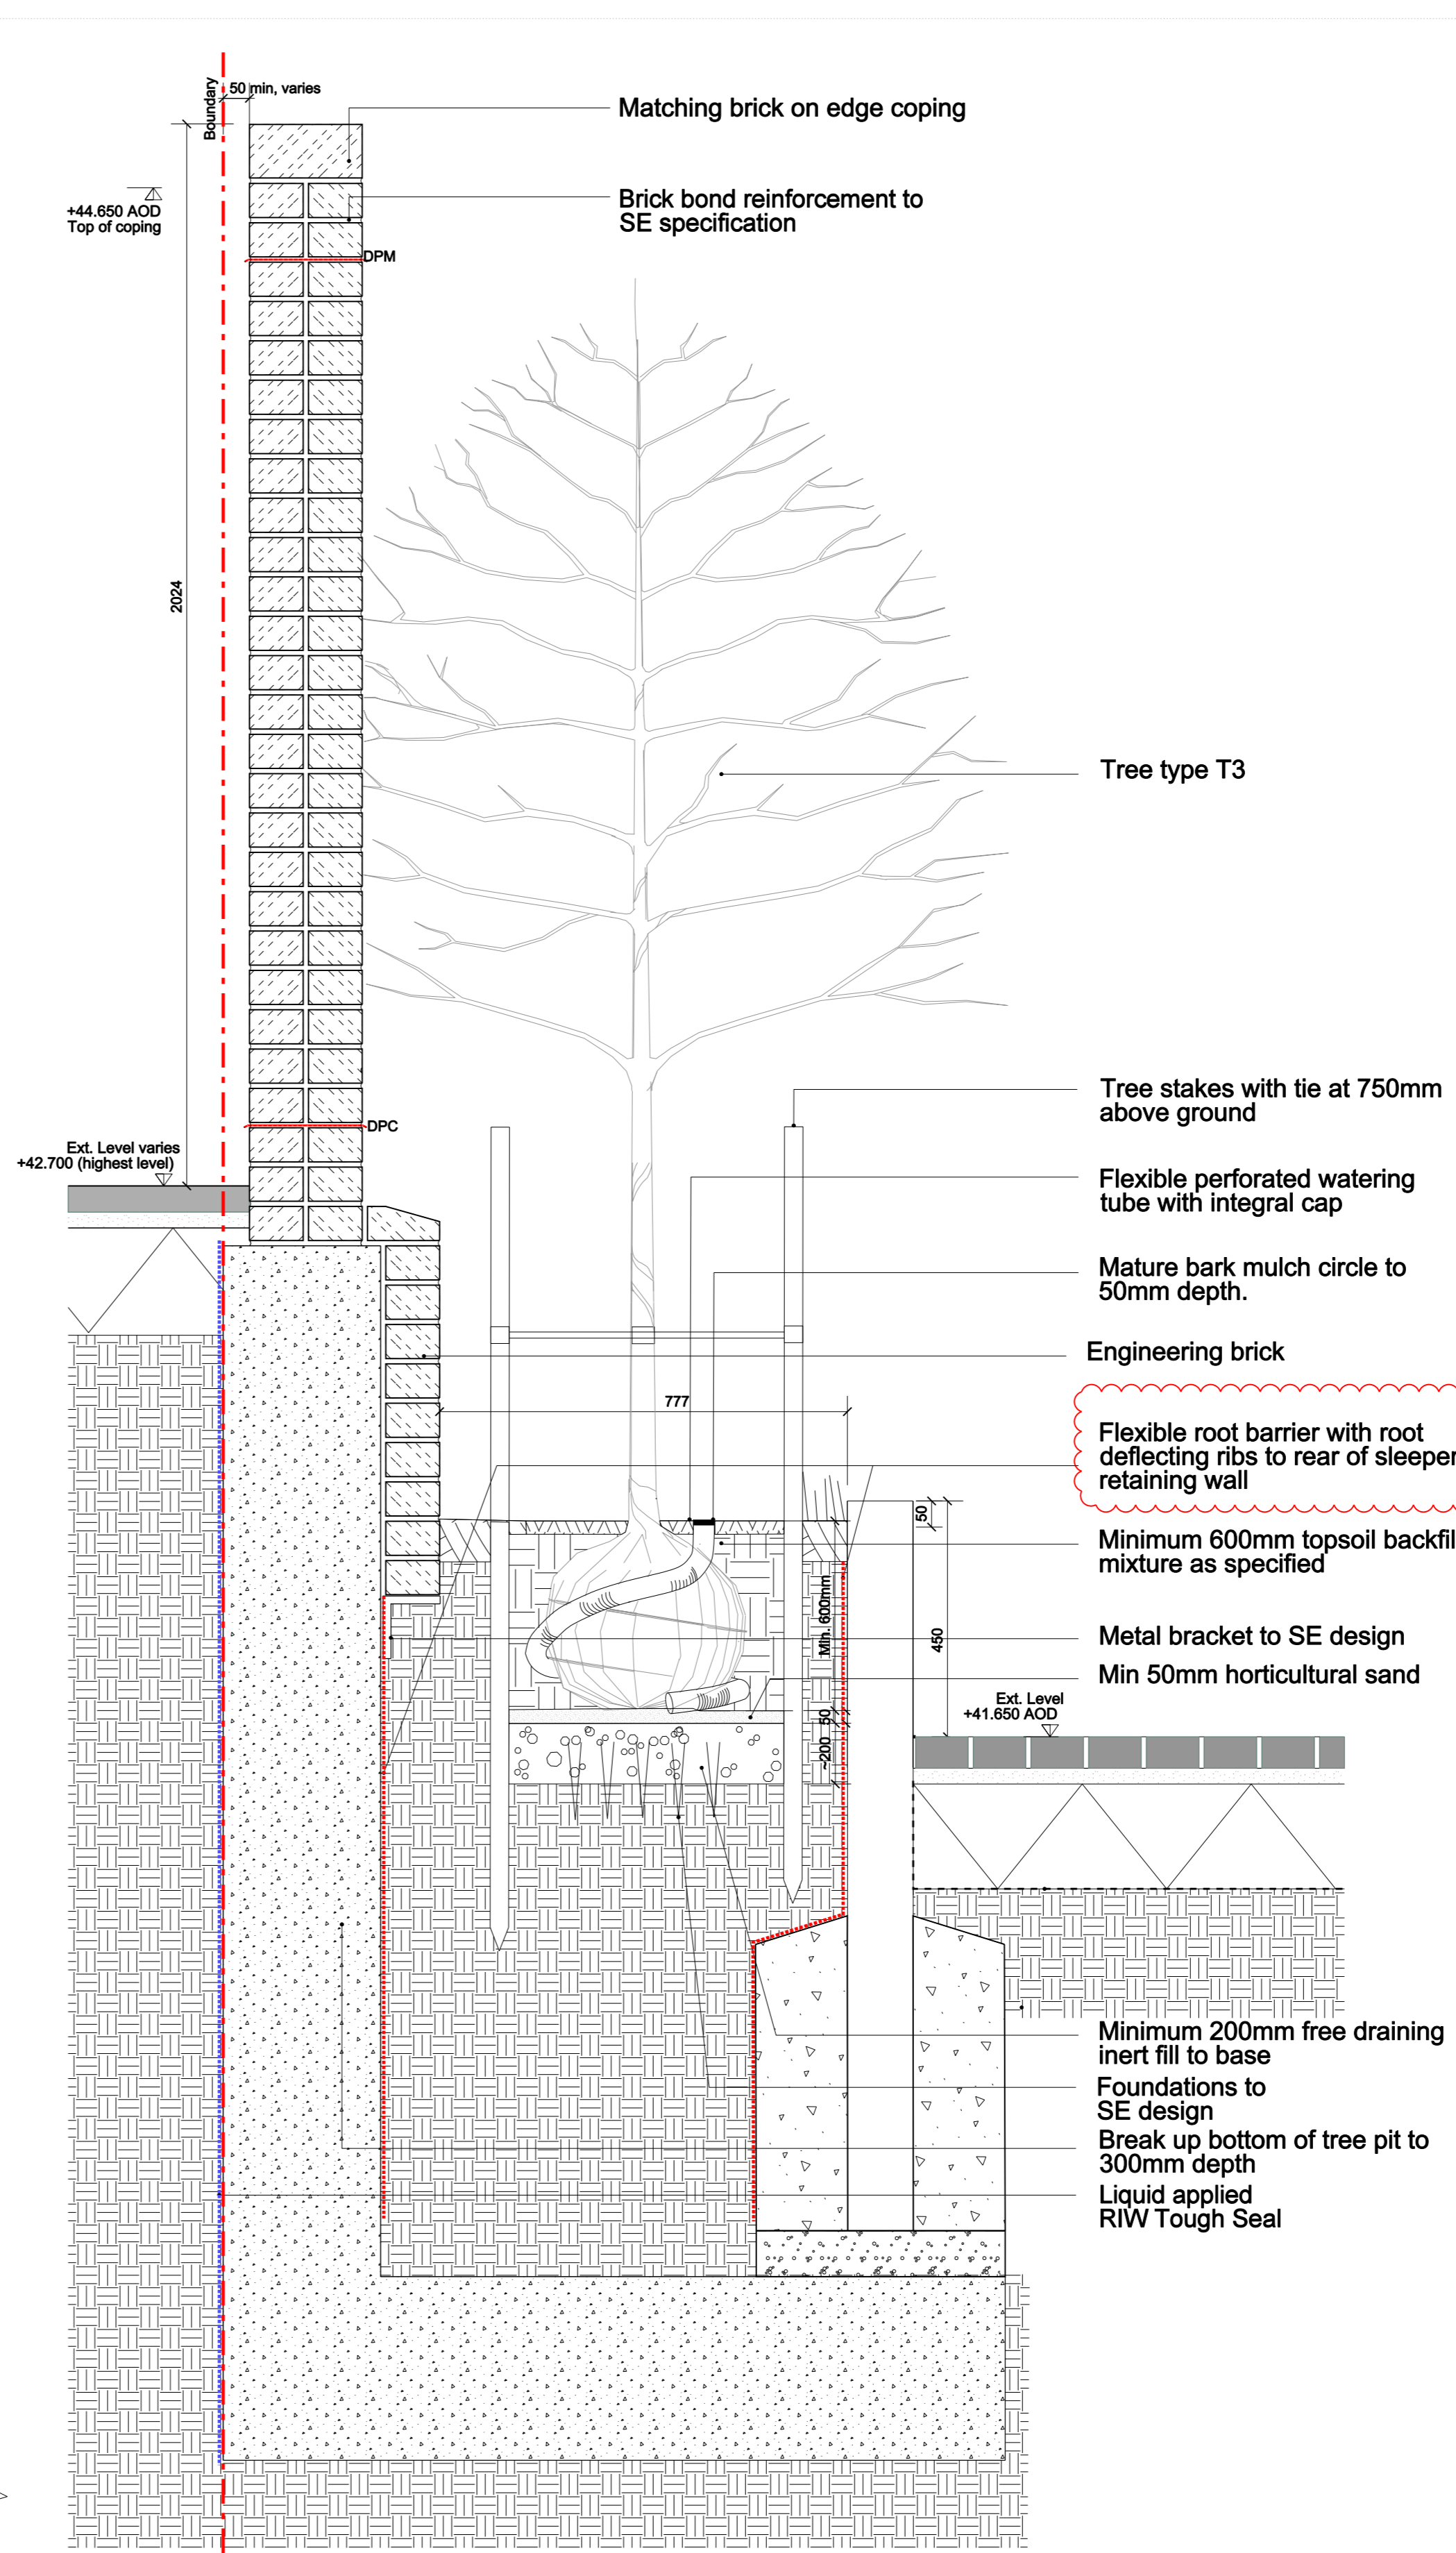 Boundary
50 min, varies
Matching brick on edge coping
+44.650 AOD
Top of coping
Brick bond reinforcement to
SE specification
DPM
2024
Tree type T3
Tree stakes with tie at 750mm
above ground
DPC
Ext. Level varies
+42.700 (highest level)
Flexible perforated watering
tube with integral cap
Mature bark mulch circle to
50mm depth.
Engineering brick
777
Flexible root barrier with root
deflecting ribs to rear of sleeper
retaining wall
50
Minimum 600mm topsoil backfil
mixture as specified
Min. 600mm
450
Metal bracket to SE design
Min 50mm horticultural sand
Ext. Level
+41.650 AOD
50
~200
Minimum 200mm free draining
inert fill to base
Foundations to
SE design
Break up bottom of tree pit to
300mm depth
Liquid applied
RIW Tough Seal